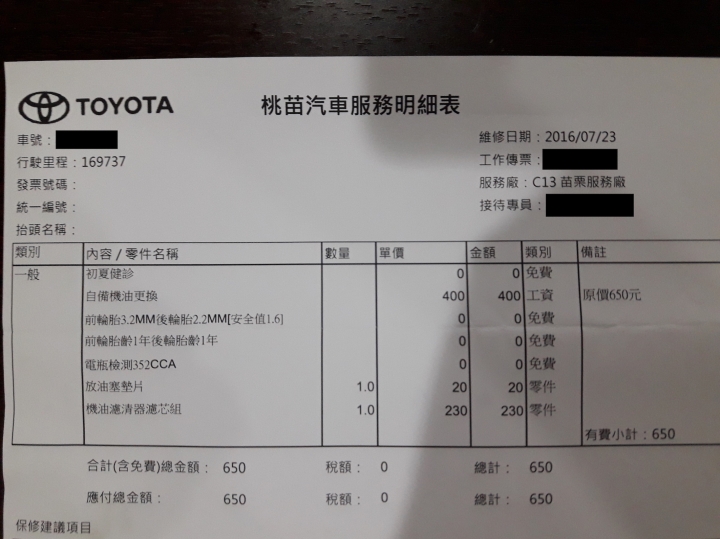 TOYOTA 桃苗汽車服務明細表
車號：
維修日期：2016/07/23
行駛里程：169737
工作傳票：
發票號碼：
服務廠：C13 苗栗服務廠
統一編號：
接待專員：
抬頭名稱：
類別 內容/零件名稱 數量 單價 金額 類別 備註
一般 初夏健診 0 0 免費
自備機油更換 400 400 工資 原價650元
前輪胎3.2MM後輪胎2.2MM[安全值1.6] 0 0 免費
前輪胎齡1年後輪胎齡1年 0 0 免費
電瓶檢測352CCA 0 0 免費
放油塞墊片 1.0 20 20 零件
機油濾清器濾芯組 1.0 230 230 零件
有費小計：650
合計(含免費)總金額： 650 稅額： 0 總計： 650
應付總金額： 650 稅額： 0 總計： 650
保修建議項目